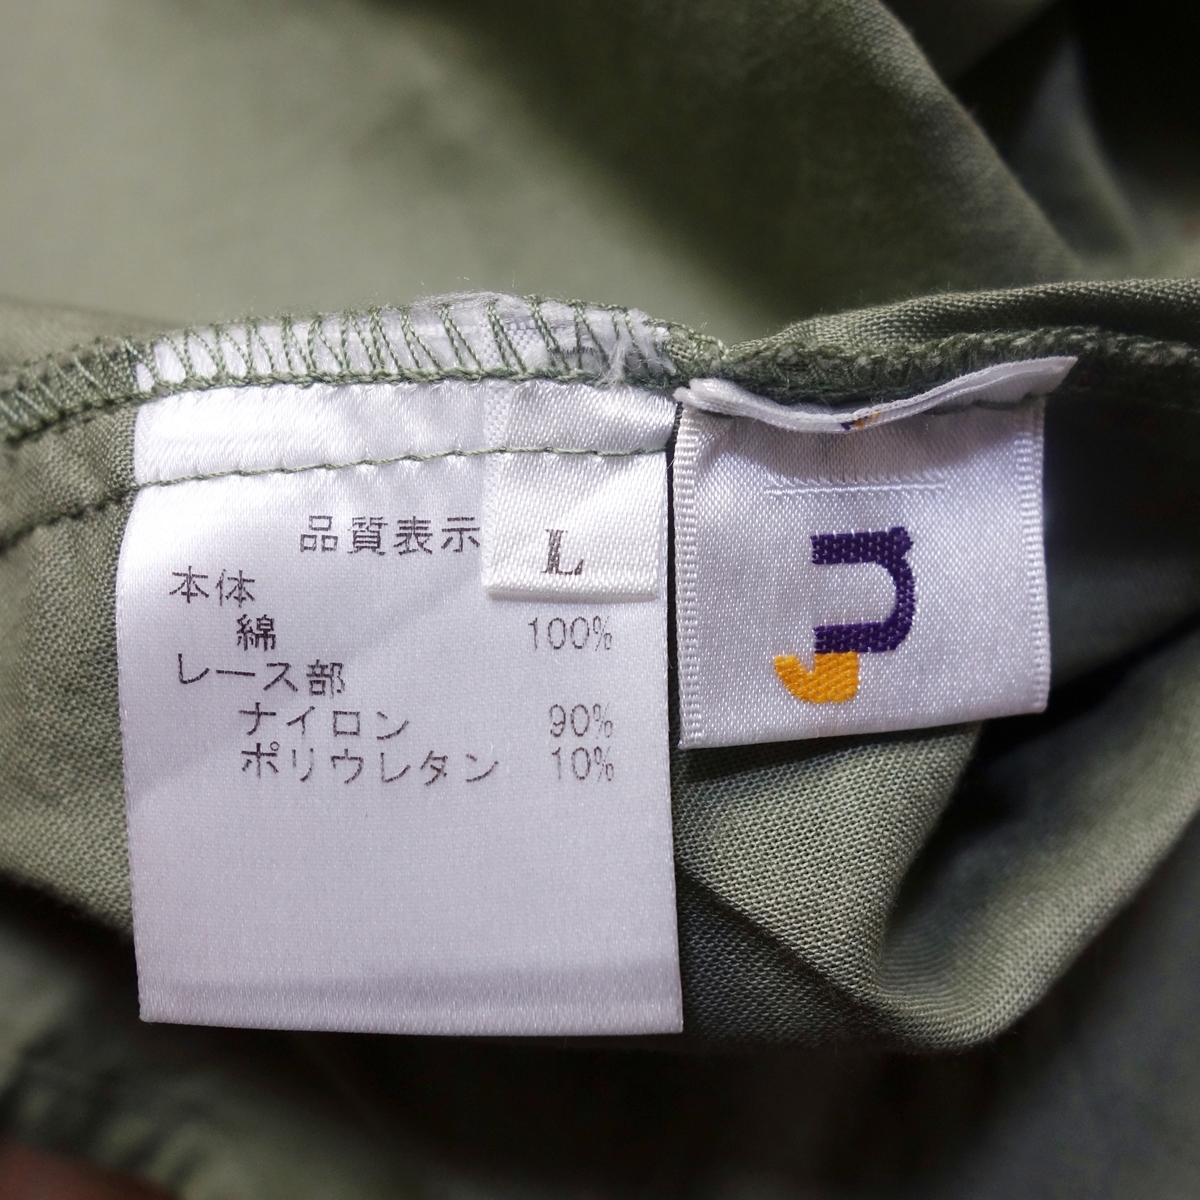 品質表示
L
本体
綿 100%
レース部
ナイロン 90%
ポリウレタン 10%